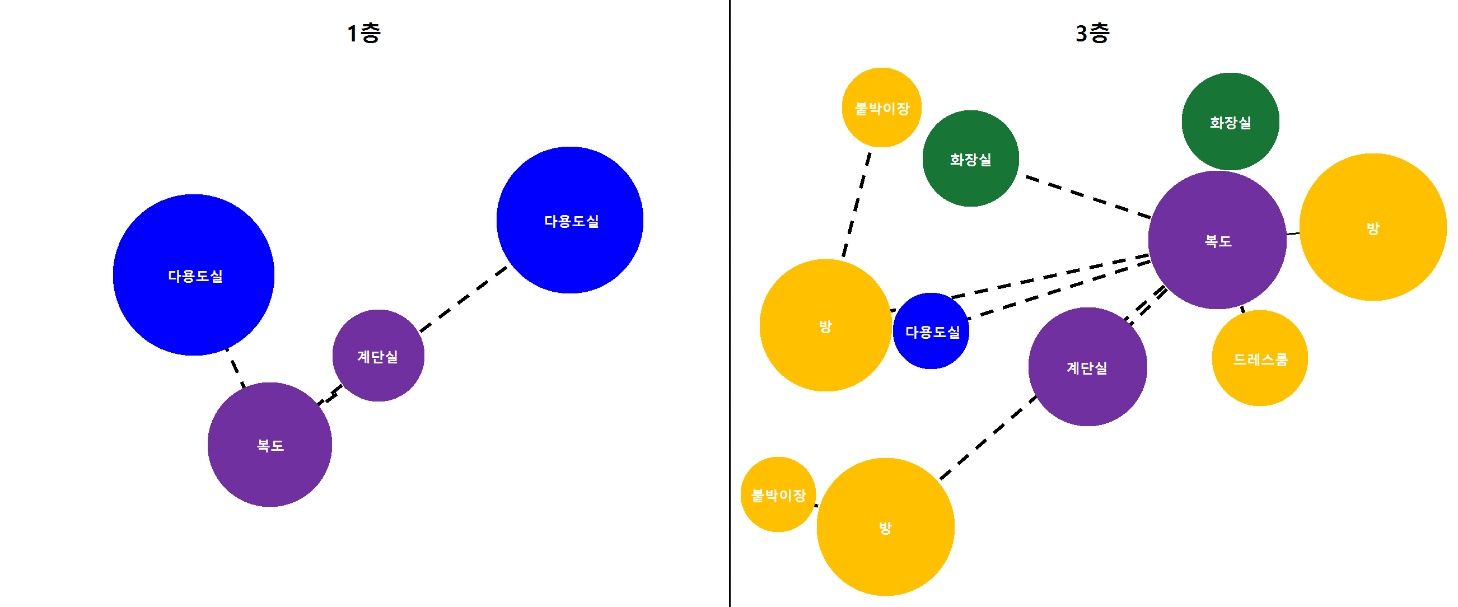 1층
다용도실
다용도실
계단실
복도
3층
붙박이장
화장실
화장실
복도
방
방
다용도실
계단실
드레스룸
붙박이장
방